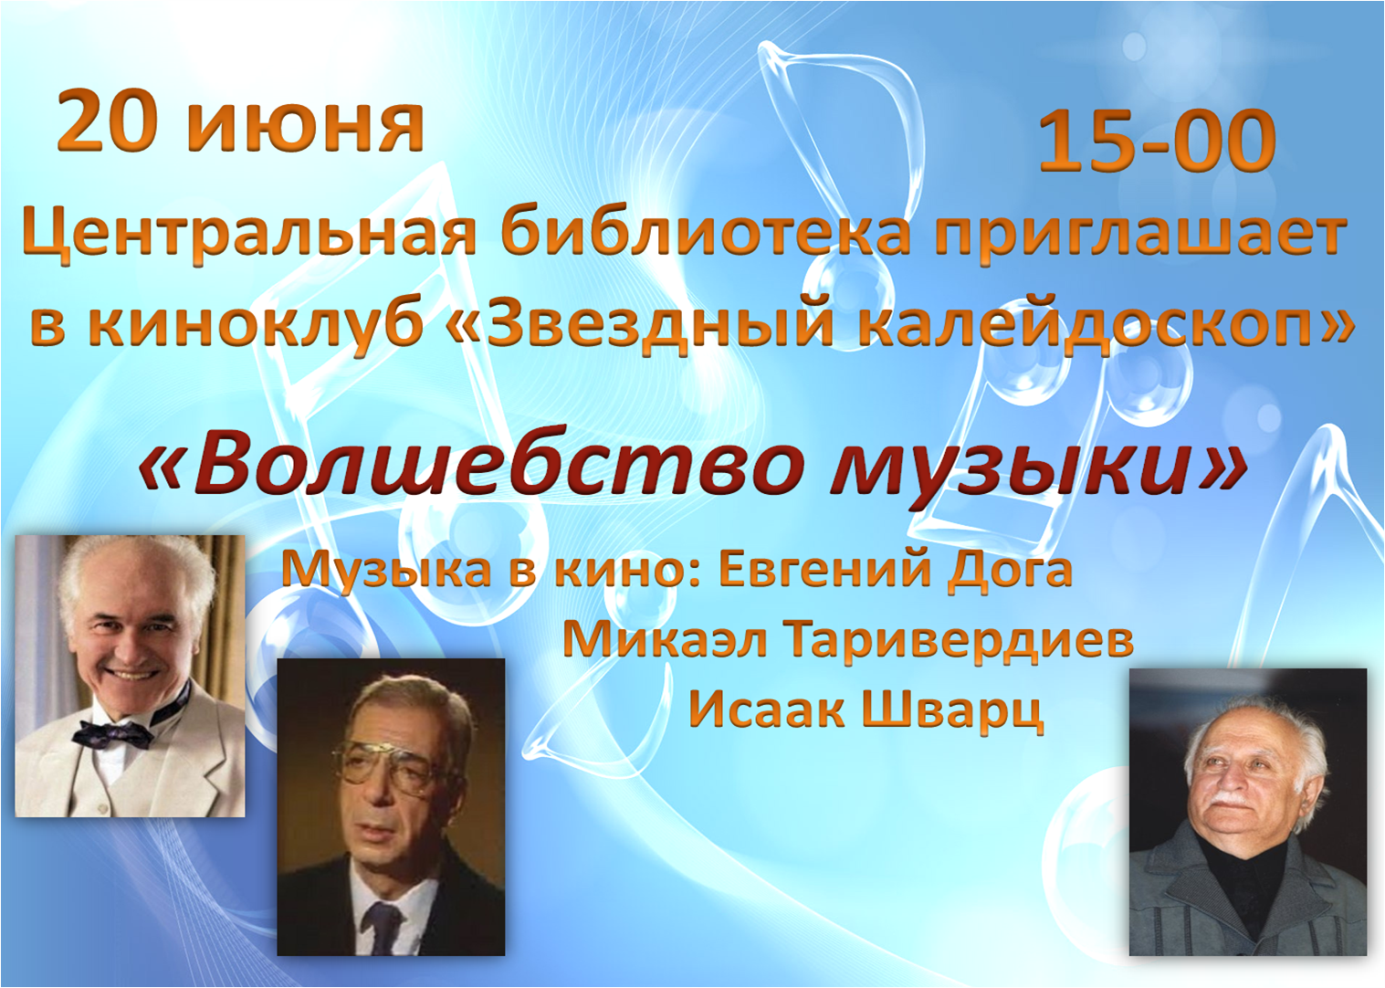 20 июня 15-00
Центральная библиотека приглашает
в киноклуб «Звездный калейдоскоп»
«Волшебство музыки»
Музыка в кино: Евгений Дога
Микаэл Таривердиев
Исаак Шварц